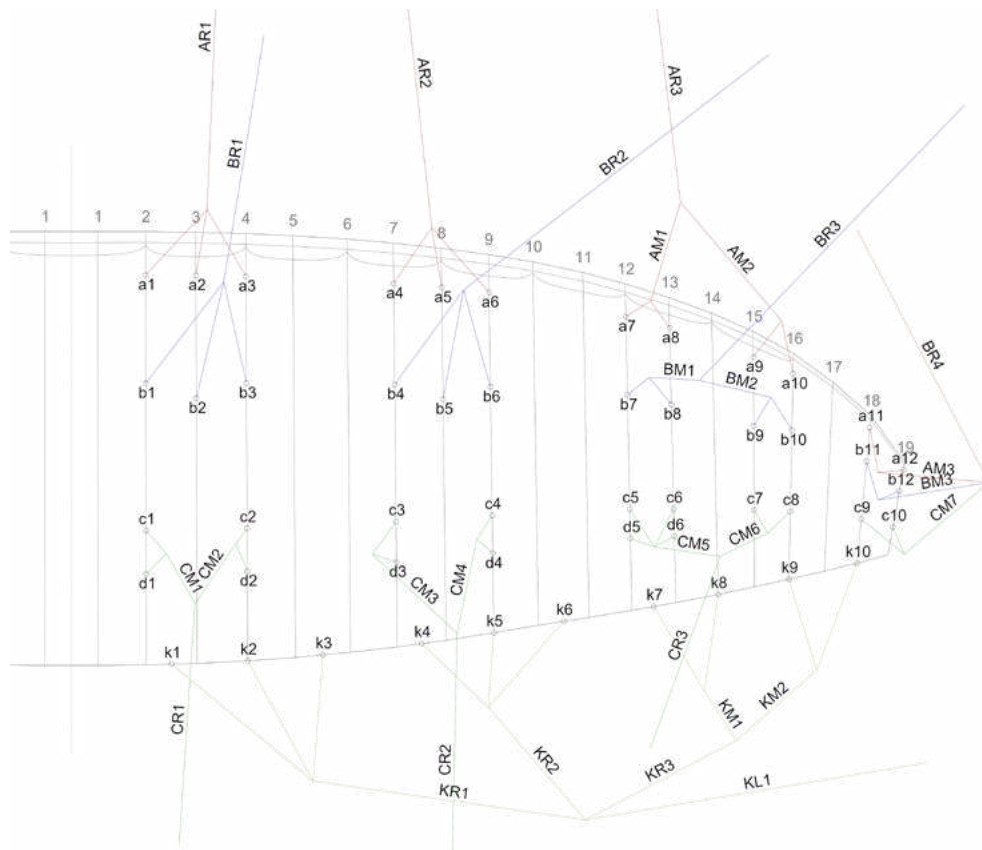 AR1
AR2
AR3
BR1
BR2
BR3
BR4
1 1 2 3 4 5 6 7 8 9 10 11 12 13 14 15 16 17 18 19
AM1
AM2
a1 a2 a3 a4 a5 a6 a7 a8 a9 a10 a11 a12
BM1
BM2
b1 b2 b3 b4 b5 b6 b7 b8 b9 b10 b11 b12
AM3
BM3
CM7
c1 c2 c3 c4 c5 c6 c7 c8 c9 c10
d1 d2 d3 d4 d5 d6
CM1
CM2
CM3
CM4
CM5
CM6
k1 k2 k3 k4 k5 k6 k7 k8 k9 k10
CR1
CR2
CR3
KM1
KM2
KR1
KR2
KR3
KL1